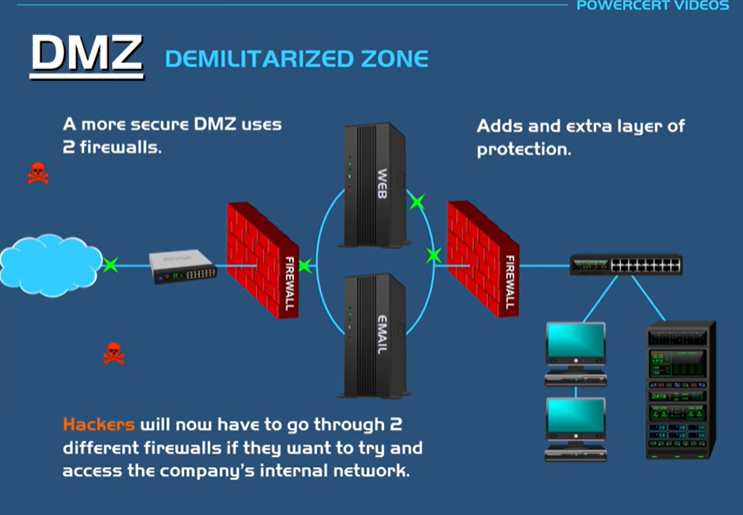 POWERCERT VIDEOS
DMZ DEMILITARIZED ZONE
A more secure DMZ uses
2 firewalls.
Adds and extra layer of
protection.
WEB
ROUTER
FIREWALL
FIREWALL
EMAIL
DATA
Hackers will now have to go through 2
different firewalls if they want to try and
access the company's internal network.